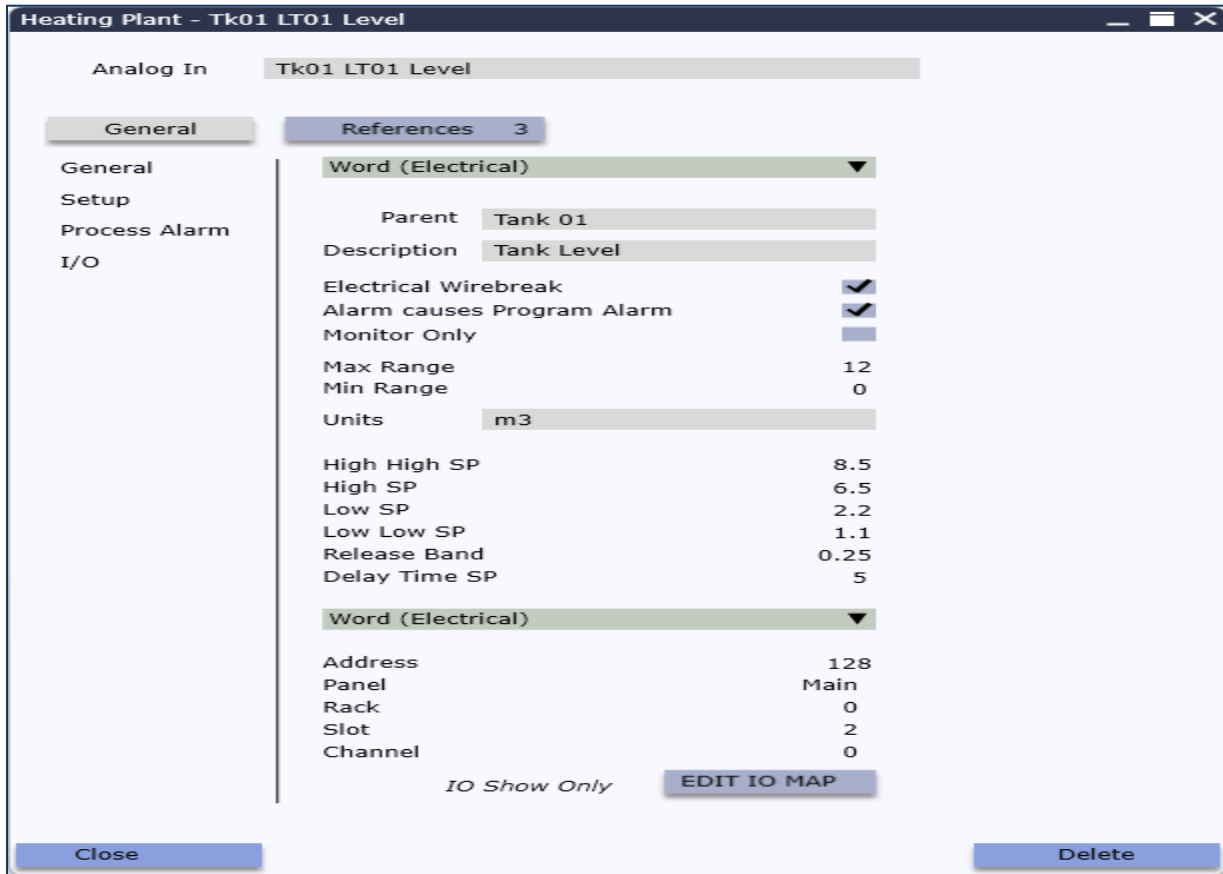 Heating Plant - Tk01 LT01 Level
Analog In Tk01 LT01 Level
General References 3
General
Setup
Process Alarm
I/O
Word (Electrical)
Parent Tank 01
Description Tank Level
Electrical Wirebreak
Alarm causes Program Alarm
Monitor Only
Max Range 12
Min Range 0
Units m3
High High SP 8.5
High SP 6.5
Low SP 2.2
Low Low SP 1.1
Release Band 0.25
Delay Time SP 5
Word (Electrical)
Address 128
Panel Main
Rack 0
Slot 2
Channel 0
IO Show Only EDIT IO MAP
Close Delete